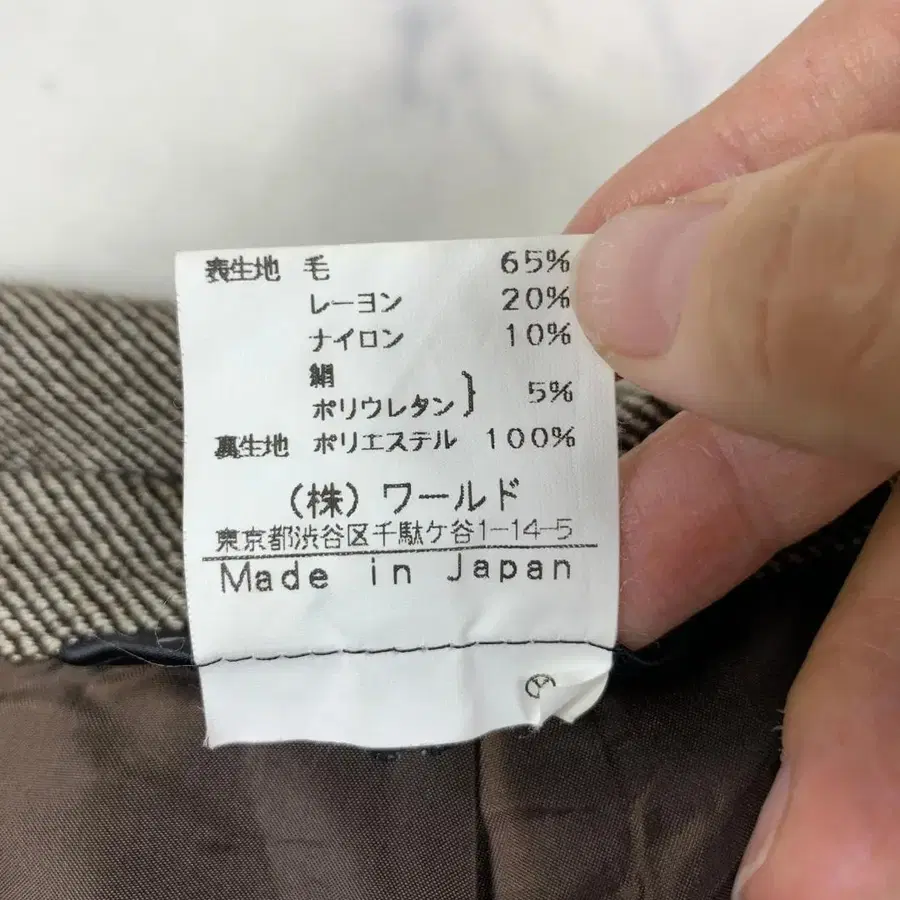 表生地 毛 65%
レーヨン 20%
ナイロン 10%
絹
ポリウレタン } 5%
裏生地 ポリエステル 100%
(株) ワールド
東京都渋谷区千駄ケ谷1-14-5
Made in Japan